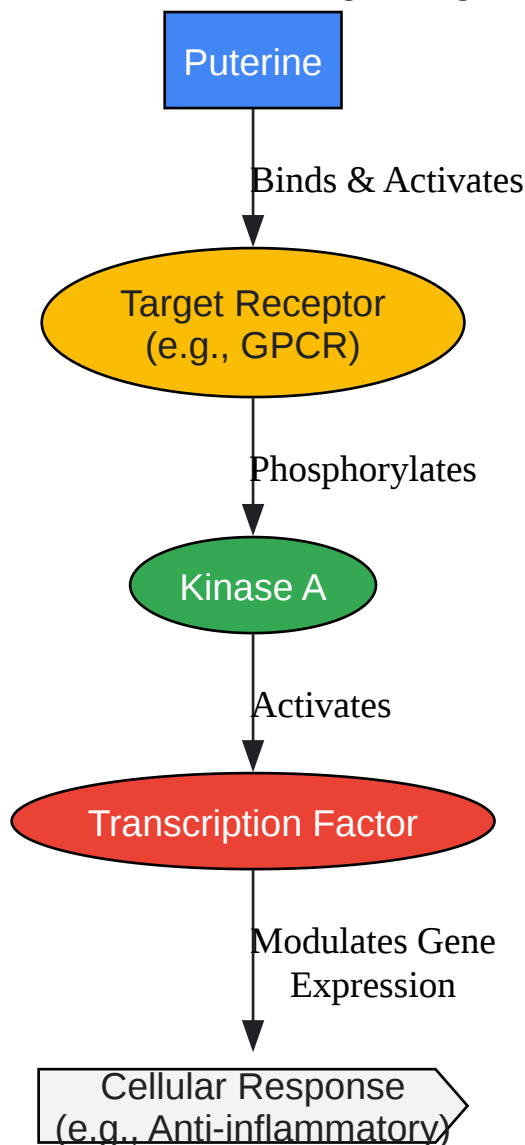 Puterine
Binds & Activates
Target Receptor
(e.g., GPCR)
Phosphorylates
Kinase A
Activates
Transcription Factor
Modulates Gene
Expression
Cellular Response
(e.g., Anti-inflammatory)